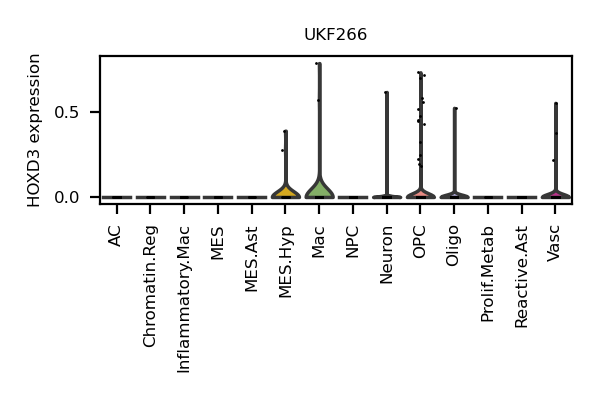 UKF266
HOXD3 expression
0.5
0.0
AC
Chromatin.Reg
Inflammatory.Mac
MES
MES.Ast
MES.Hyp
Mac
NPC
Neuron
OPC
Oligo
Prolif.Metab
Reactive.Ast
Vasc